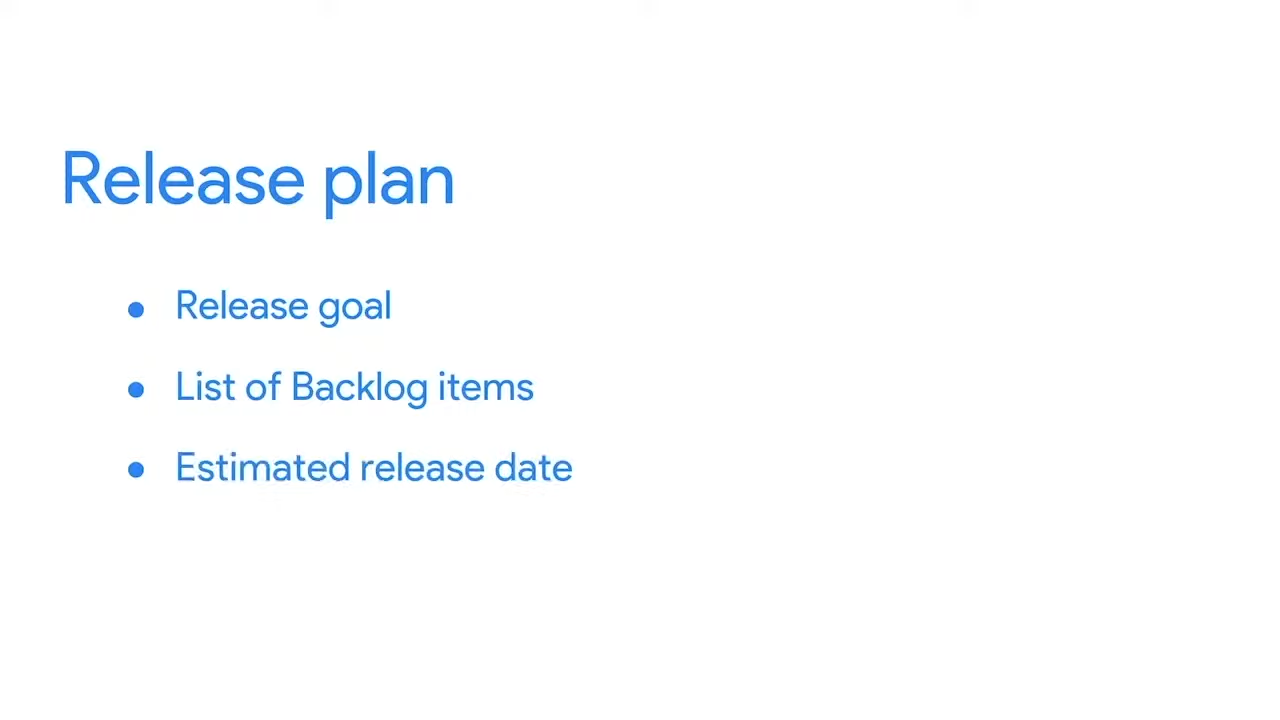 Release plan
● Release goal
● List of Backlog items
● Estimated release date